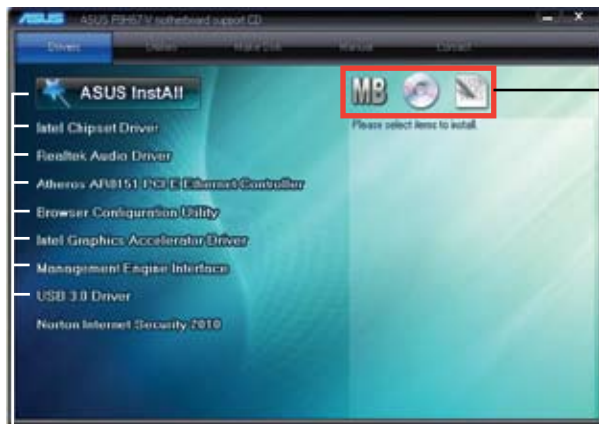 ASUS ASUS P8H67-V motherboard support CD
Drivers Utilities Make Disk Manual Contact
ASUS InstAll
MB
Please select items to install.
Intel Chipset Driver
Realtek Audio Driver
Atheros AR8151 PCI-E Ethernet Controller
Browser Configuration Utility
Intel Graphics Accelerator Driver
Management Engine Interface
USB 3.0 Driver
Norton Internet Security 2010